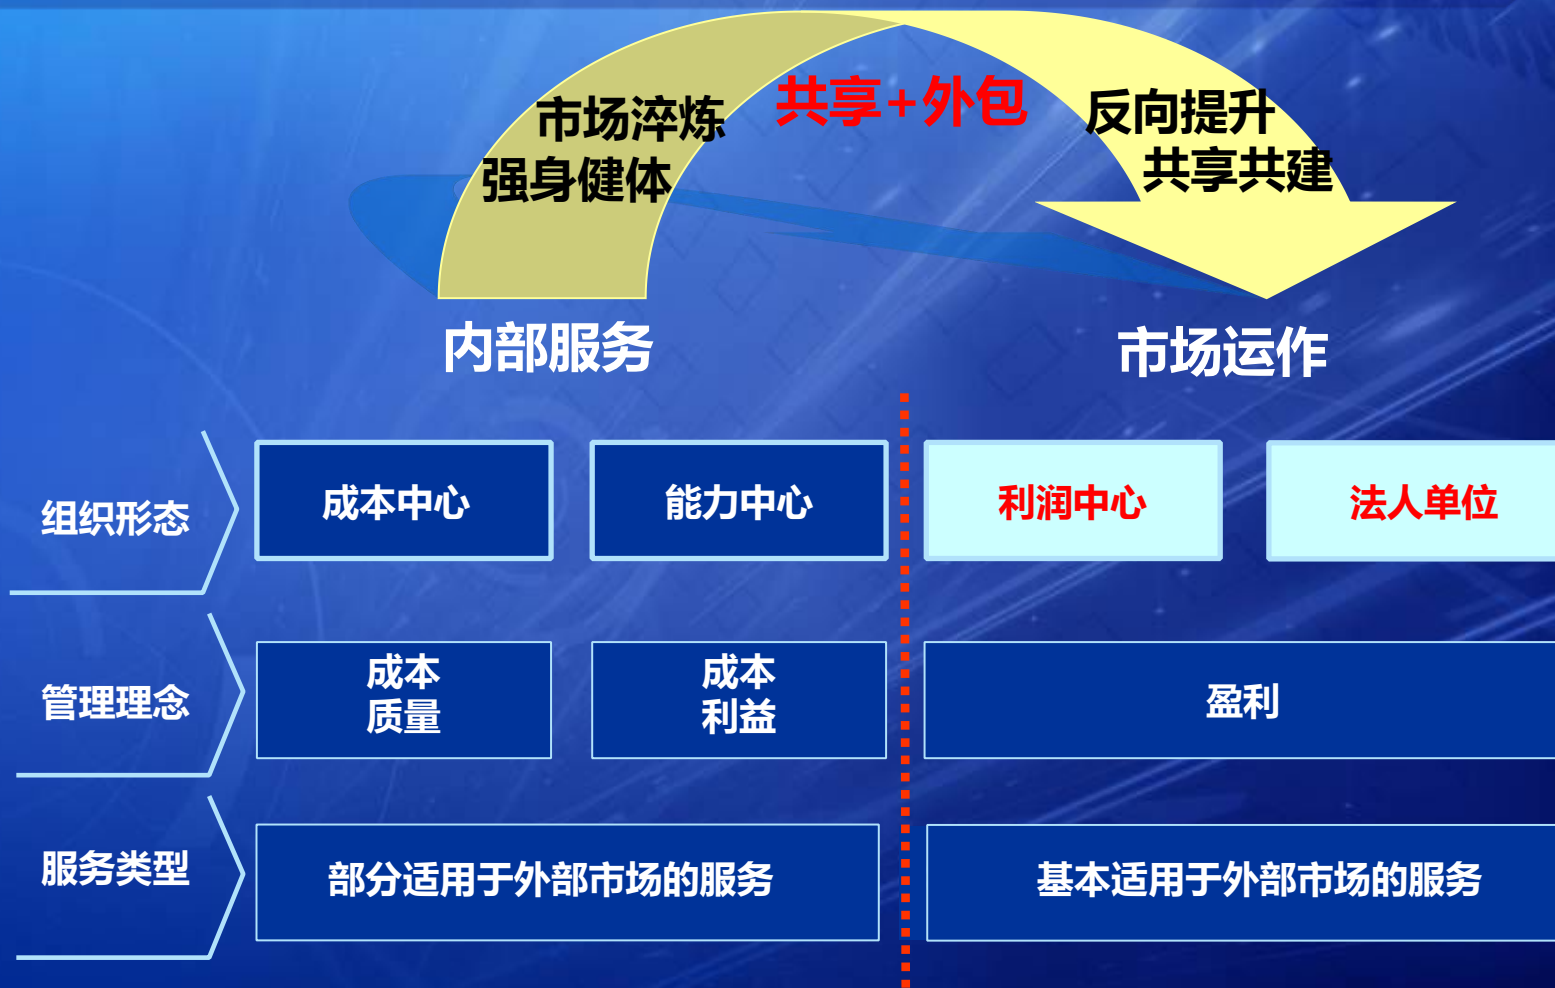 市场淬炼
强身健体
共享+外包
反向提升
共享共建
内部服务
市场运作
组织形态
成本中心
能力中心
利润中心
法人单位
管理理念
成本
质量
成本
利益
盈利
服务类型
部分适用于外部市场的服务
基本适用于外部市场的服务